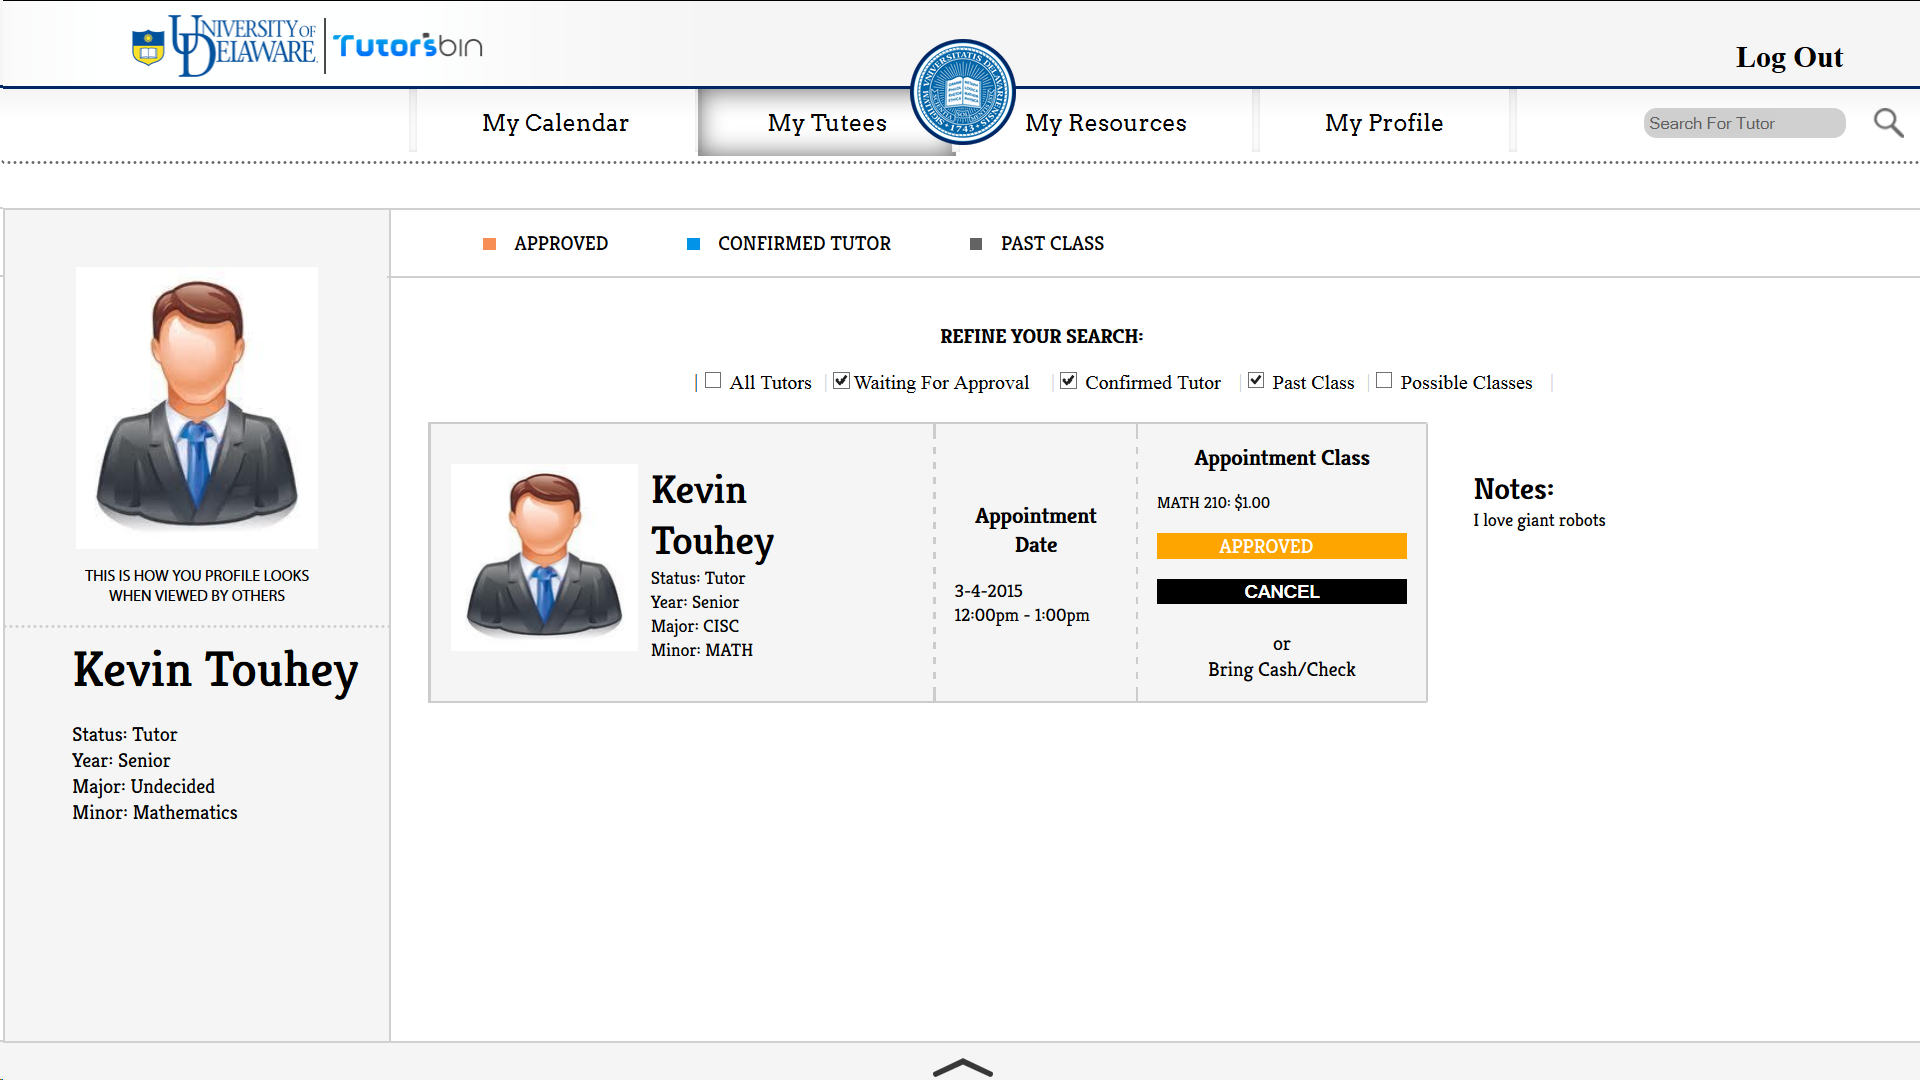 UNIVERSITY OF
DELAWARE.
Tutorsbin
Log Out
My Calendar
My Tutees
My Resources
My Profile
Search For Tutor
1743
APPROVED
CONFIRMED TUTOR
PAST CLASS
THIS IS HOW YOU PROFILE LOOKS
WHEN VIEWED BY OTHERS
Kevin Touhey
Status: Tutor
Year: Senior
Major: Undecided
Minor: Mathematics
REFINE YOUR SEARCH:
All Tutors
Waiting For Approval
Confirmed Tutor
Past Class
Possible Classes
Kevin
Touhey
Status: Tutor
Year: Senior
Major: CISC
Minor: MATH
Appointment
Date
3-4-2015
12:00pm - 1:00pm
Appointment Class
MATH 210: $1.00
APPROVED
CANCEL
or
Bring Cash/Check
Notes:
I love giant robots